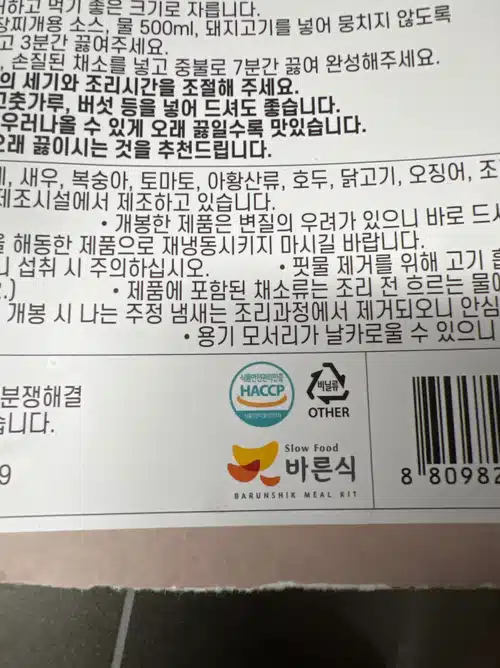 하고 먹기 좋은 크기로 자릅니다.
장찌개용 소스, 물 500ml, 돼지고기를 넣어 뭉치지 않도록
고 3분간 끓여주세요.
, 손질된 채소를 넣고 중불로 7분간 끓여 완성해주세요.
의 세기와 조리시간을 조절해 주세요.
고춧가루, 버섯 등을 넣어 드셔도 좋습니다.
우러나올 수 있게 오래 끓일수록 맛있습니다.
오래 끓이시는 것을 추천드립니다.
, 새우, 복숭아, 토마토, 아황산류, 호두, 닭고기, 오징어, 조
제조시설에서 제조하고 있습니다.
• 개봉한 제품은 변질의 우려가 있으니 바로 드시
해동한 제품으로 재냉동시키지 마시길 바랍니다.
니 섭취 시 주의하십시오. • 핏물 제거를 위해 고기
.) • 제품에 포함된 채소류는 조리 전 흐르는 물에
개봉 시 나는 주정 냄새는 조리과정에서 제거되오니 안심
• 용기 모서리가 날카로울 수 있으니
분쟁해결
습니다.
9
식품안전관리인증
HACCP
비닐류
OTHER
Slow Food
바른식
BARUNSHIK MEAL KIT
8 80982